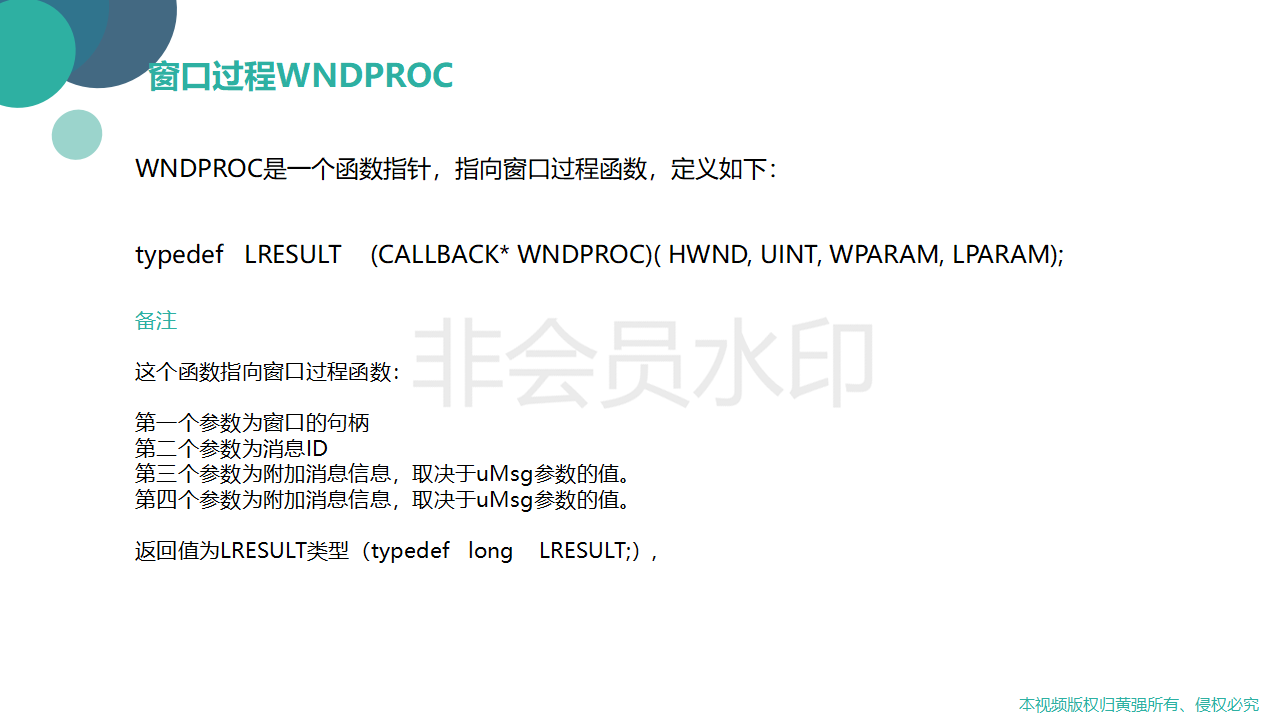 窗口过程WNDPROC
WNDPROC是一个函数指针，指向窗口过程函数，定义如下：
typedef LRESULT (CALLBACK* WNDPROC)( HWND, UINT, WPARAM, LPARAM);
备注
非会员水印
这个函数指向窗口过程函数：
第一个参数为窗口的句柄
第二个参数为消息ID
第三个参数为附加消息信息，取决于uMsg参数的值。
第四个参数为附加消息信息，取决于uMsg参数的值。
返回值为LRESULT类型（typedef long LRESULT;）,
本视频版权归黄强所有、侵权必究